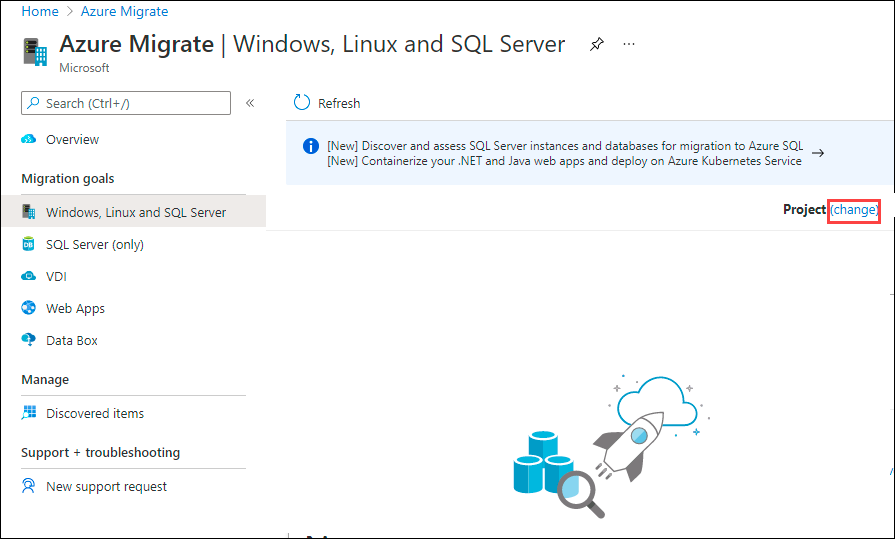 Home > Azure Migrate
Azure Migrate | Windows, Linux and SQL Server
Microsoft
Search (Ctrl+/)
Refresh
Overview
[New] Discover and assess SQL Server instances and databases for migration to Azure SQL
[New] Containerize your .NET and Java web apps and deploy on Azure Kubernetes Service
Migration goals
Project (change)
Windows, Linux and SQL Server
SQL Server (only)
VDI
Web Apps
Data Box
Manage
Discovered items
Support + troubleshooting
New support request